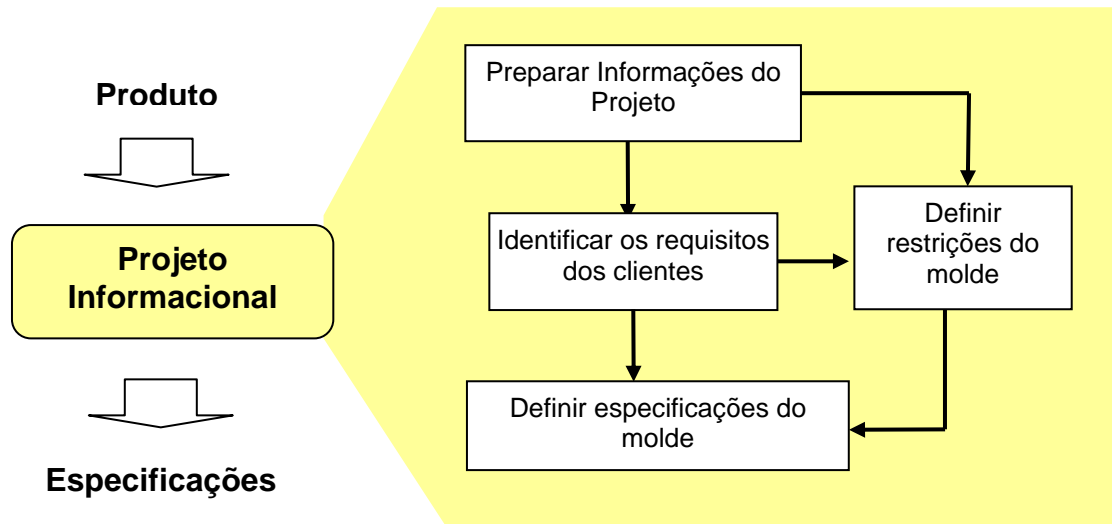 Produto
Projeto
Informacional
Especificações
Preparar Informações do
Projeto
Identificar os requisitos
dos clientes
Definir
restrições do
molde
Definir especificações do
molde